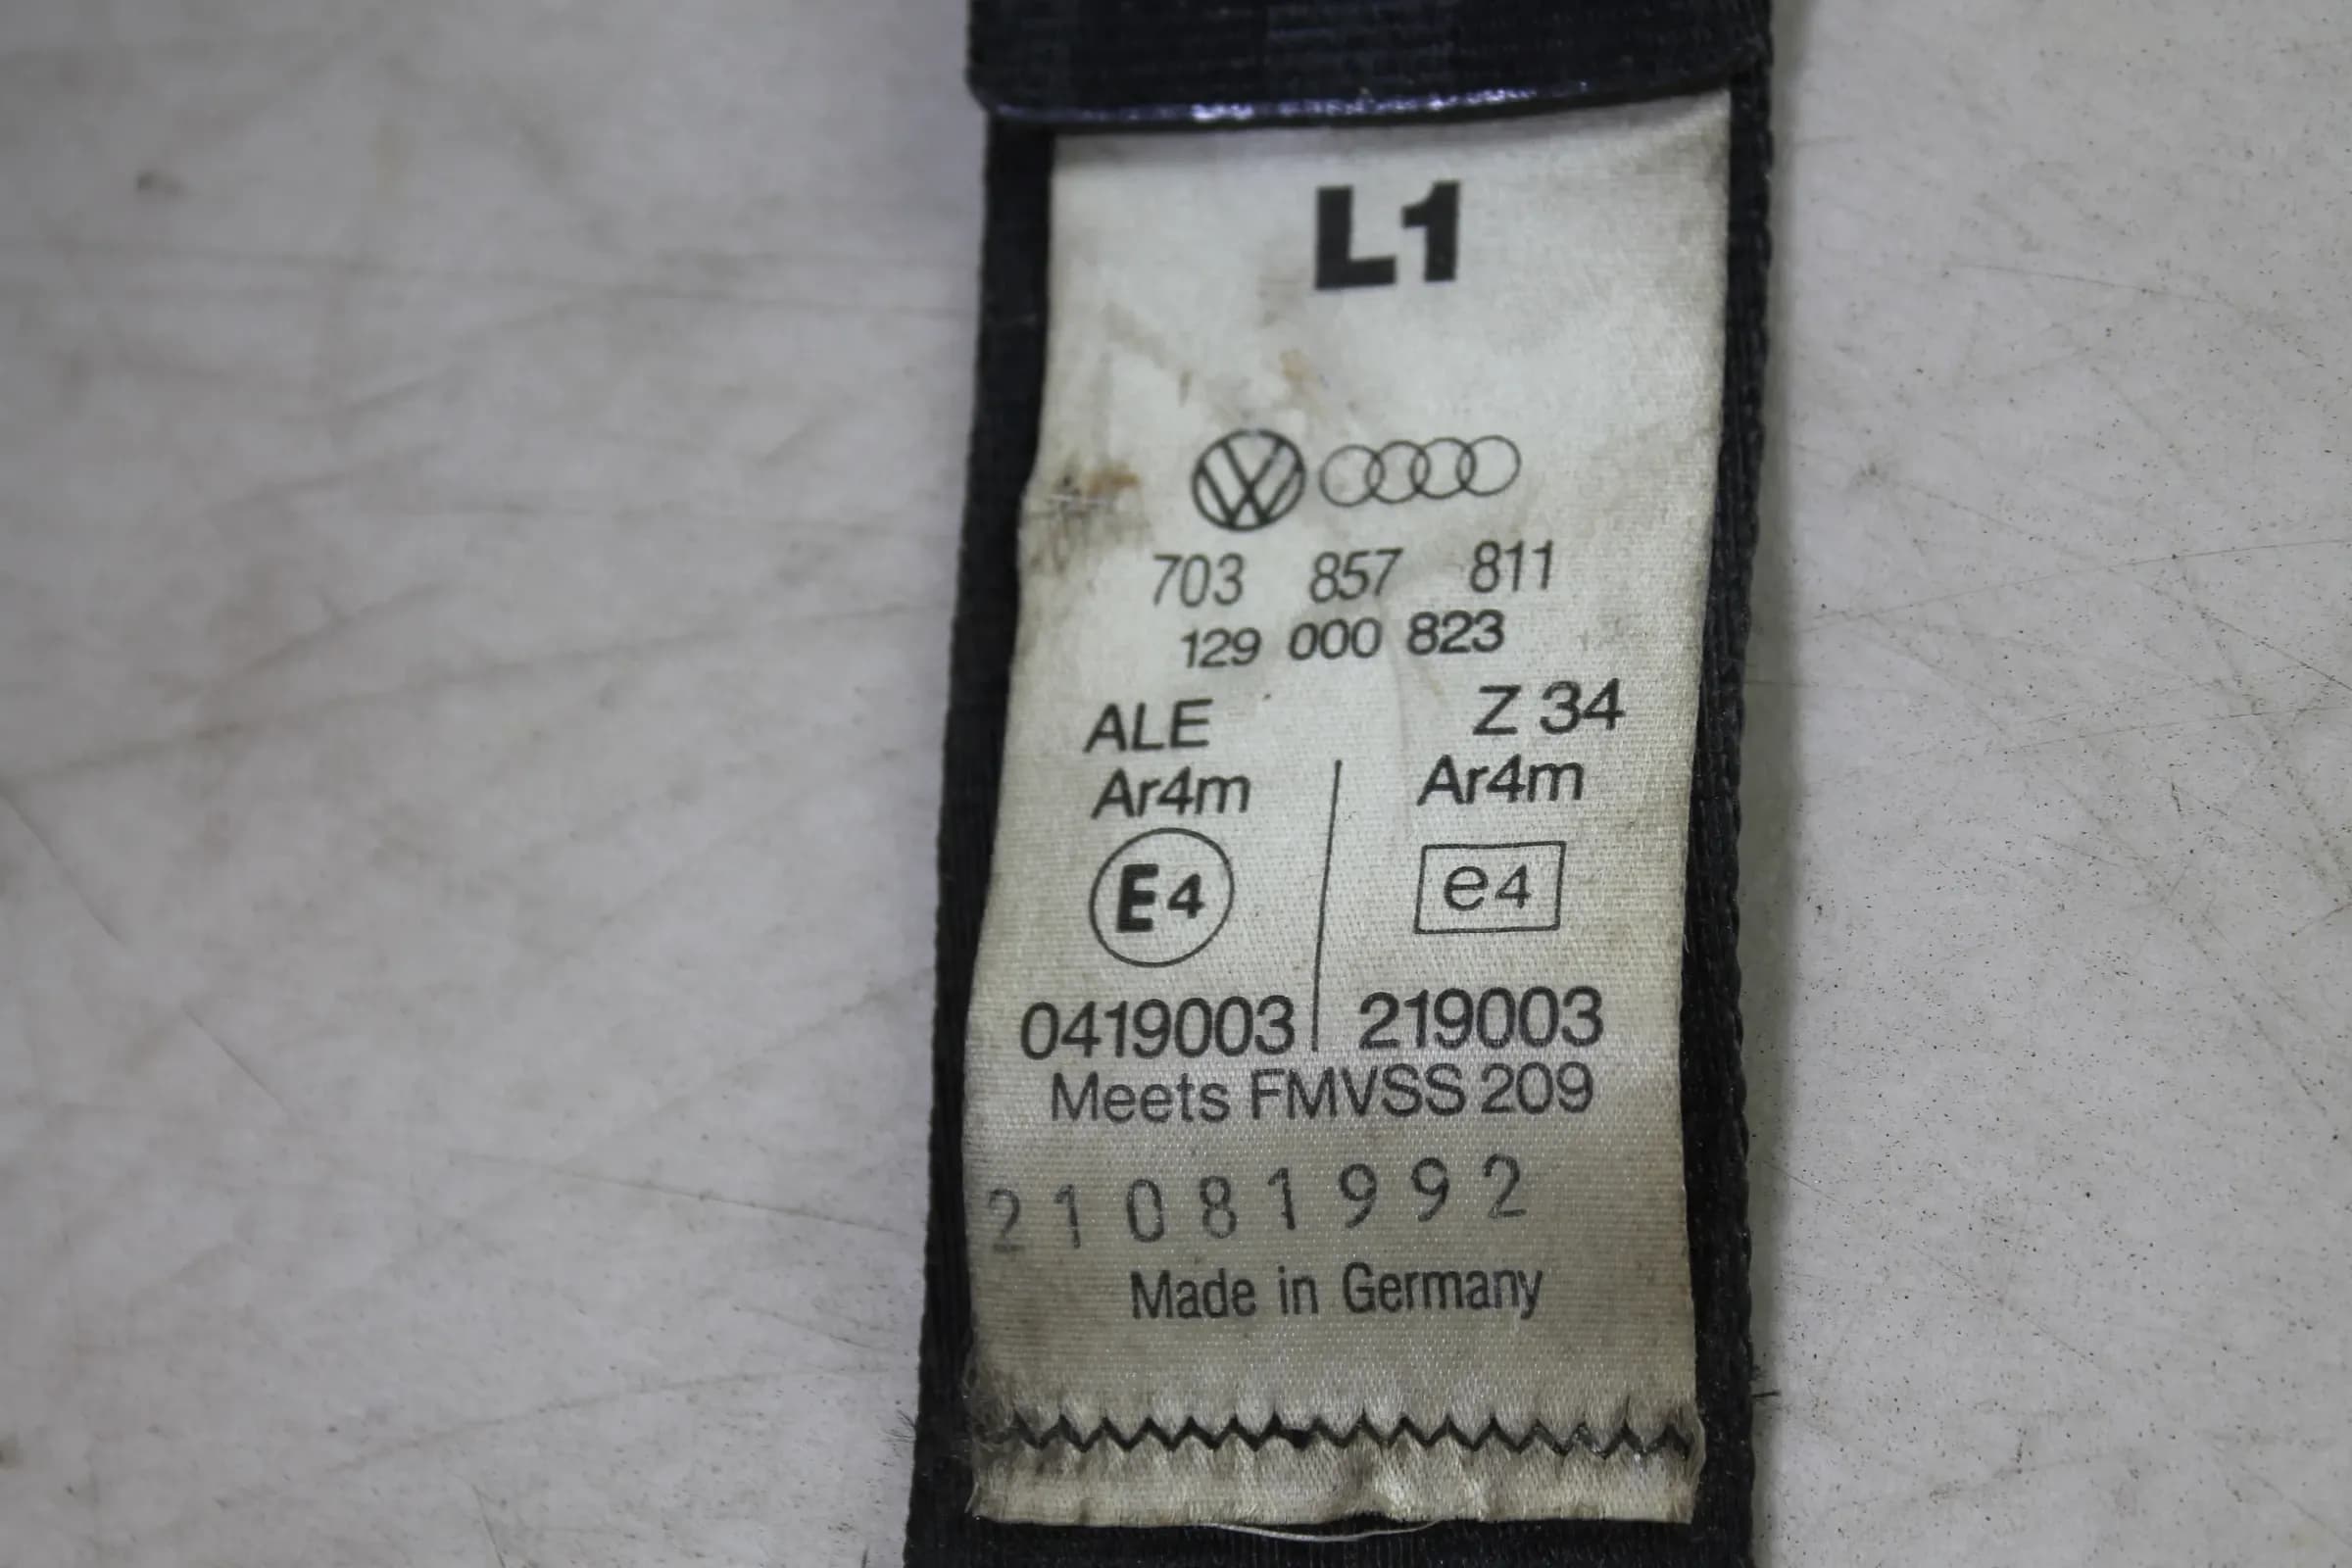 L1
703 857 811
129 000 823
ALE Z 34
Ar4m Ar4m
E4 e4
0419003 219003
Meets FMVSS 209
21081992
Made in Germany